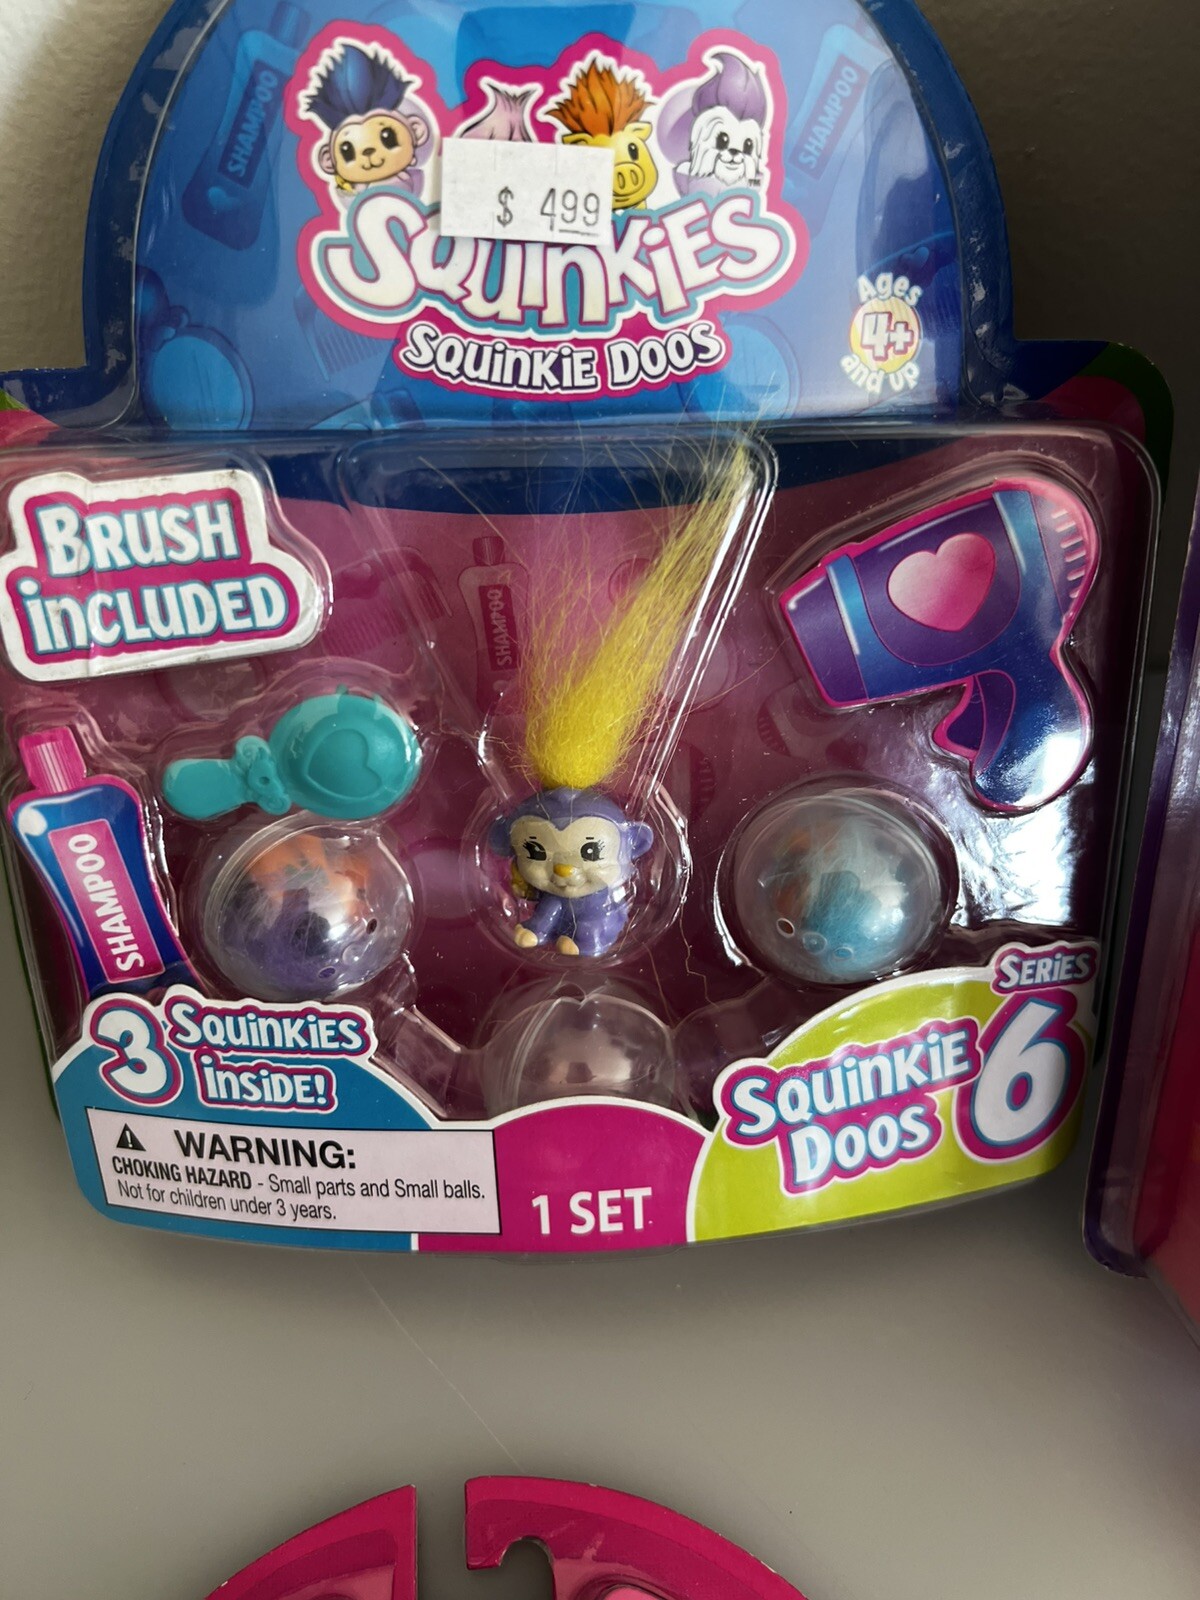 SHAMPOO
SHAMPOO
$ 499
SQUINKIES
TM
SQUINKIE DOOS
Ages
4+
and up
BRUSH
INCLUDED
SHAMPOO
SHAMPOO
3 SQUINKIES
INSIDE!
SERIES
6
SQUINKIE
DOOS
WARNING:
CHOKING HAZARD - Small parts and Small balls.
Not for children under 3 years.
1 SET